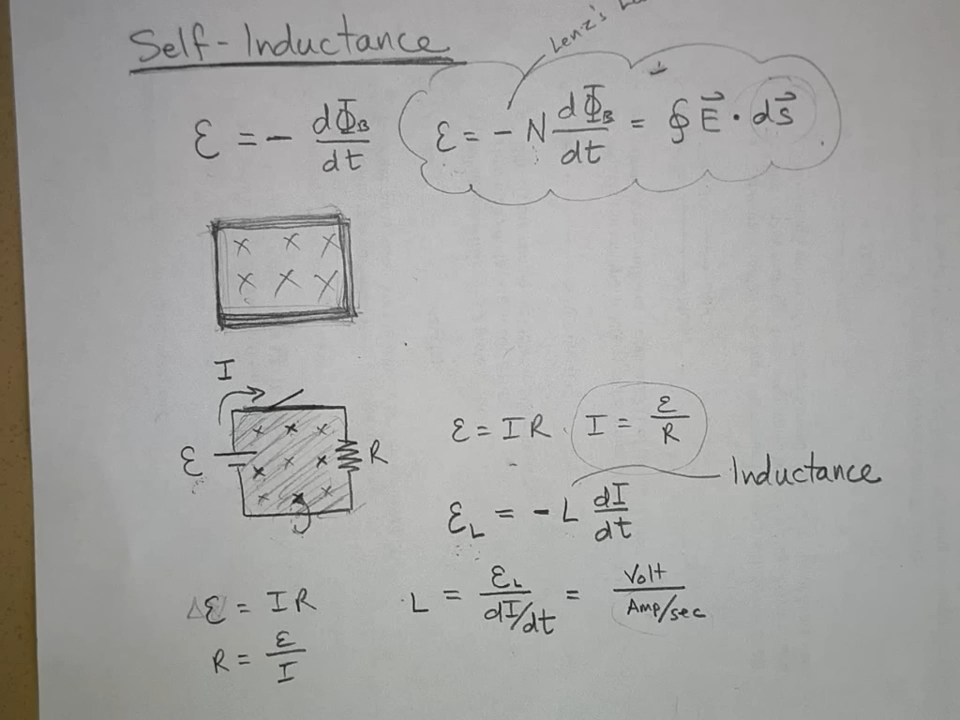 Lenz's
Self-Inductance
ε = - dΦB/dt
ε = - N dΦB/dt = ∮ E⃗ · ds⃗
x x x
x x x
I
ε
x x x
x x x
x x x
R
ε = IR I = ε/R
Inductance
εL = - L dI/dt
Δε = IR
L = εL/dI/dt = Volt/Amp/sec
R = ε/I